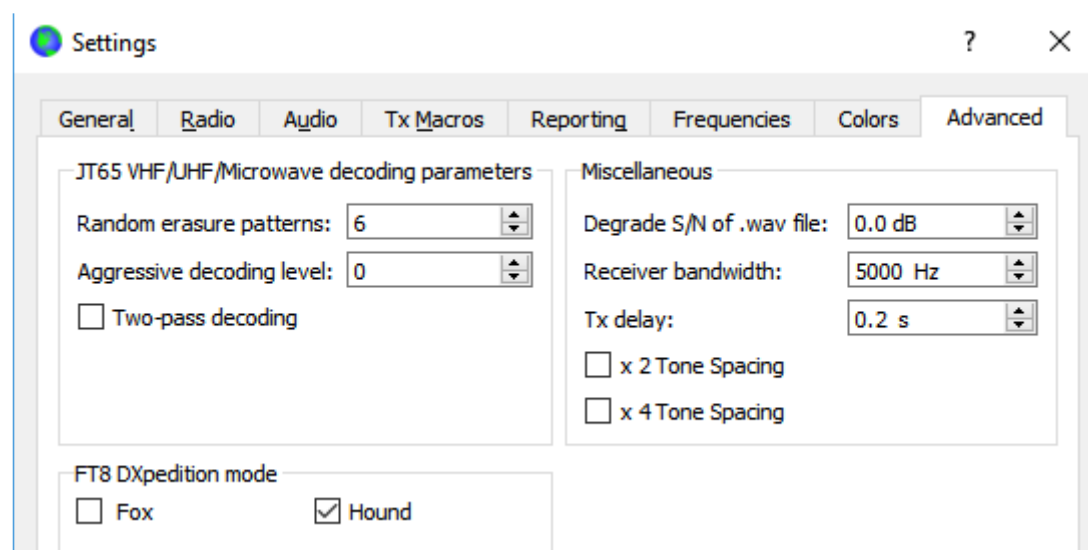 Settings
?
General Radio Audio Tx Macros Reporting Frequencies Colors Advanced
JT65 VHF/UHF/Microwave decoding parameters
Random erasure patterns: 6
Aggressive decoding level: 0
Two-pass decoding
Miscellaneous
Degrade S/N of .wav file: 0.0 dB
Receiver bandwidth: 5000 Hz
Tx delay: 0.2 s
x 2 Tone Spacing
x 4 Tone Spacing
FT8 DXpedition mode
Fox Hound